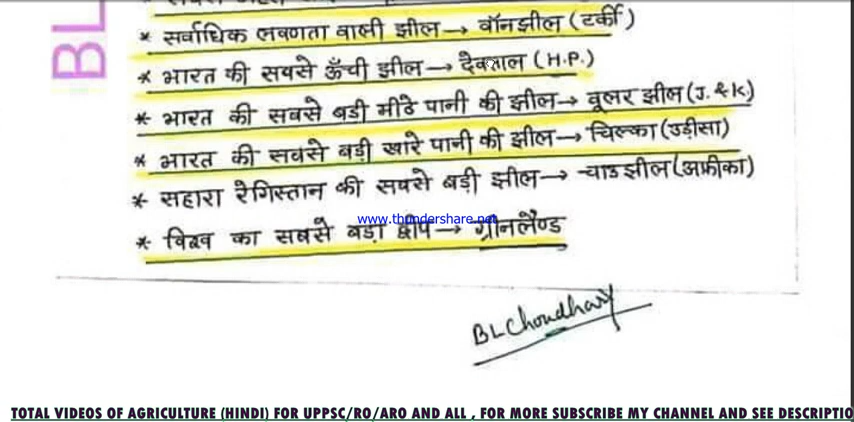 * सर्वाधिक लवणता वाली झील → वॉनझील (टर्की)
BL
* भारत की सबसे ऊँची झील → देवताल (H.P.)
* भारत की सबसे बडी मीठे पानी की झील → वूलर झील (J. & K.)
* भारत की सबसे बड़ी खारे पानी की झील → चिल्का (उड़ीसा)
* सहारा रेगिस्तान की सबसे बड़ी झील → चाड झील (अफ्रीका)
www.thundershare.net
* विश्व का सबसे बड़ा द्वीप → ग्रीनलैण्ड
BLChoudhary
TOTAL VIDEOS OF AGRICULTURE (HINDI) FOR UPPSC/RO/ARO AND ALL , FOR MORE SUBSCRIBE MY CHANNEL AND SEE DESCRIPTIO